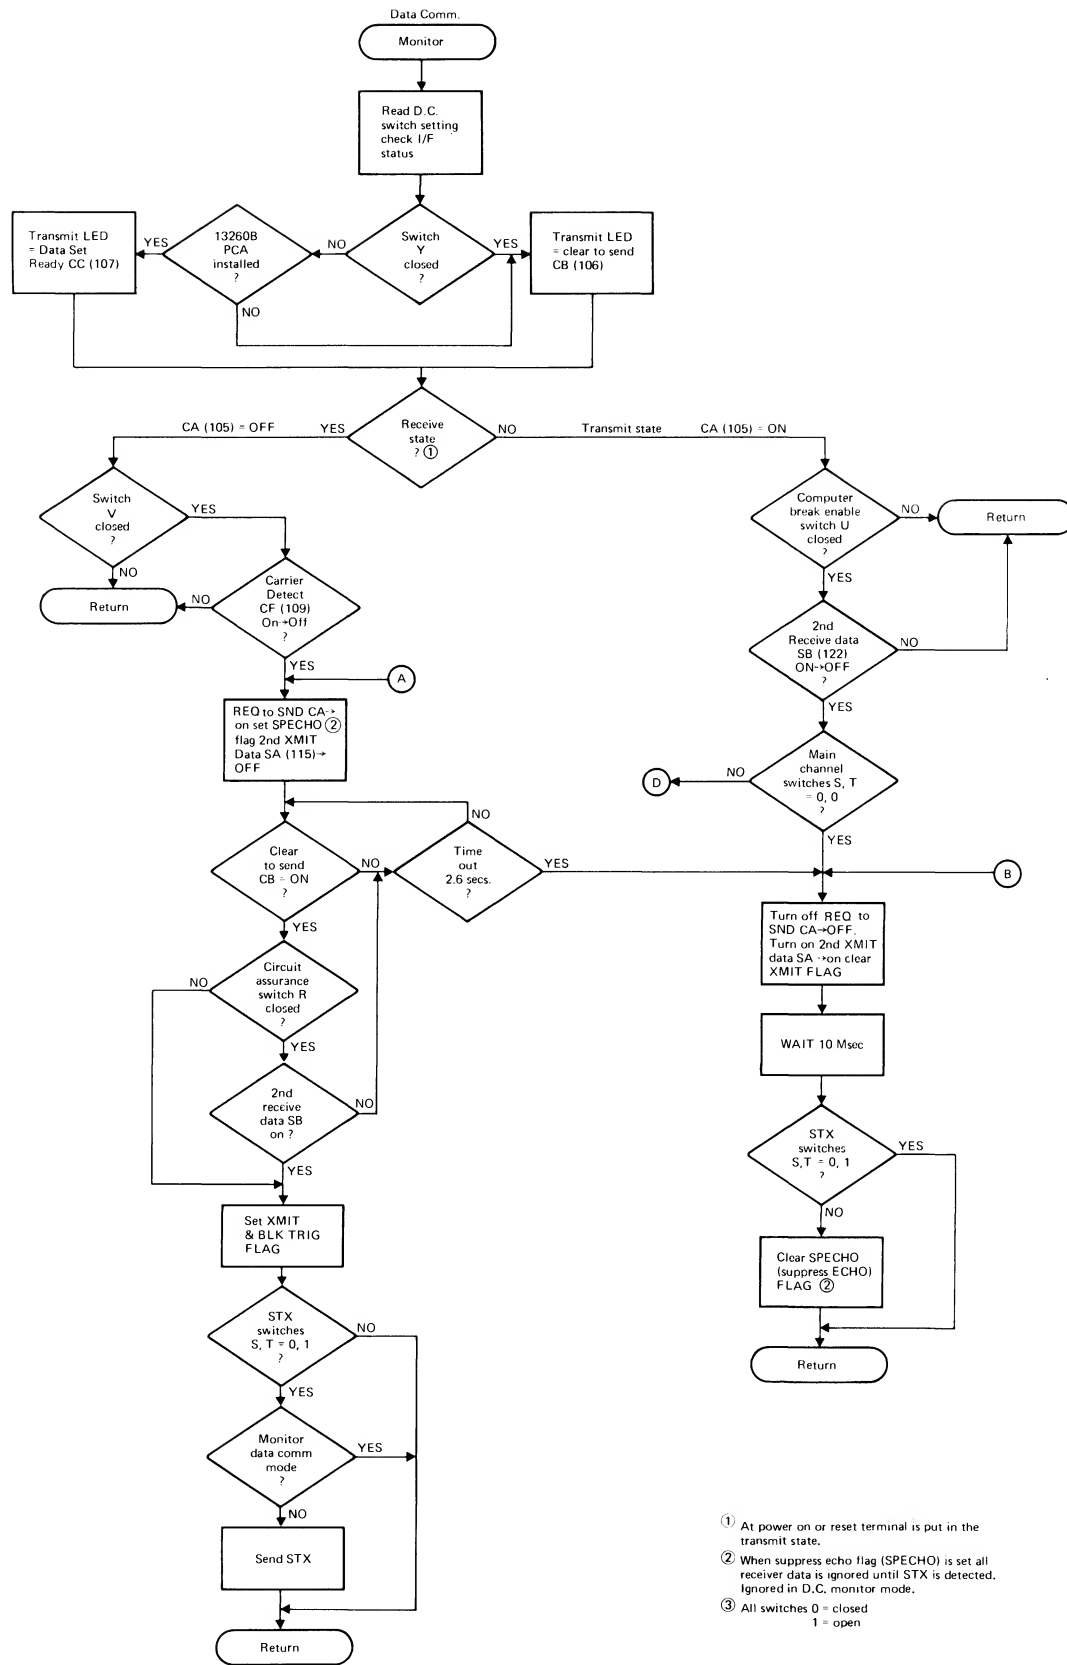 Data Comm.
Monitor
Read D.C.
switch setting
check I/F
status
Transmit LED
= Data Set
Ready CC (107)
YES
13260B
PCA
installed
?
NO
NO
Switch
Y
closed
?
YES
Transmit LED
= clear to send
CB (106)
CA (105) = OFF
YES
Receive
state
? ①
NO
Transmit state
CA (105) = ON
Switch
V
closed
?
YES
NO
Return
NO
Carrier
Detect
CF (109)
On→Off
?
YES
A
Computer
break enable
switch U
closed
?
NO
Return
YES
2nd
Receive data
SB (122)
ON→OFF
?
NO
YES
REQ to SND CA→
on set SPECHO ②
flag 2nd XMIT
Data SA (115)→
OFF
D
NO
Main
channel
switches S, T
= 0, 0
?
YES
Clear
to send
CB = ON
?
NO
NO
Time
out
2.6 secs.
?
YES
B
YES
Circuit
assurance
switch R
closed
?
NO
YES
2nd
receive
data SB
on ?
NO
YES
Turn off REQ to
SND CA→OFF.
Turn on 2nd XMIT
data SA →on clear
XMIT FLAG
WAIT 10 Msec
STX
switches
S,T = 0, 1
?
YES
NO
Clear SPECHO
(suppress ECHO)
FLAG ②
Return
Set XMIT
& BLK TRIG
FLAG
STX
switches
S, T = 0, 1
?
NO
YES
Monitor
data comm
mode
?
YES
NO
Send STX
Return
① At power on or reset terminal is put in the
transmit state.
② When suppress echo flag (SPECHO) is set all
receiver data is ignored until STX is detected.
Ignored in D.C. monitor mode.
③ All switches 0 = closed
1 = open